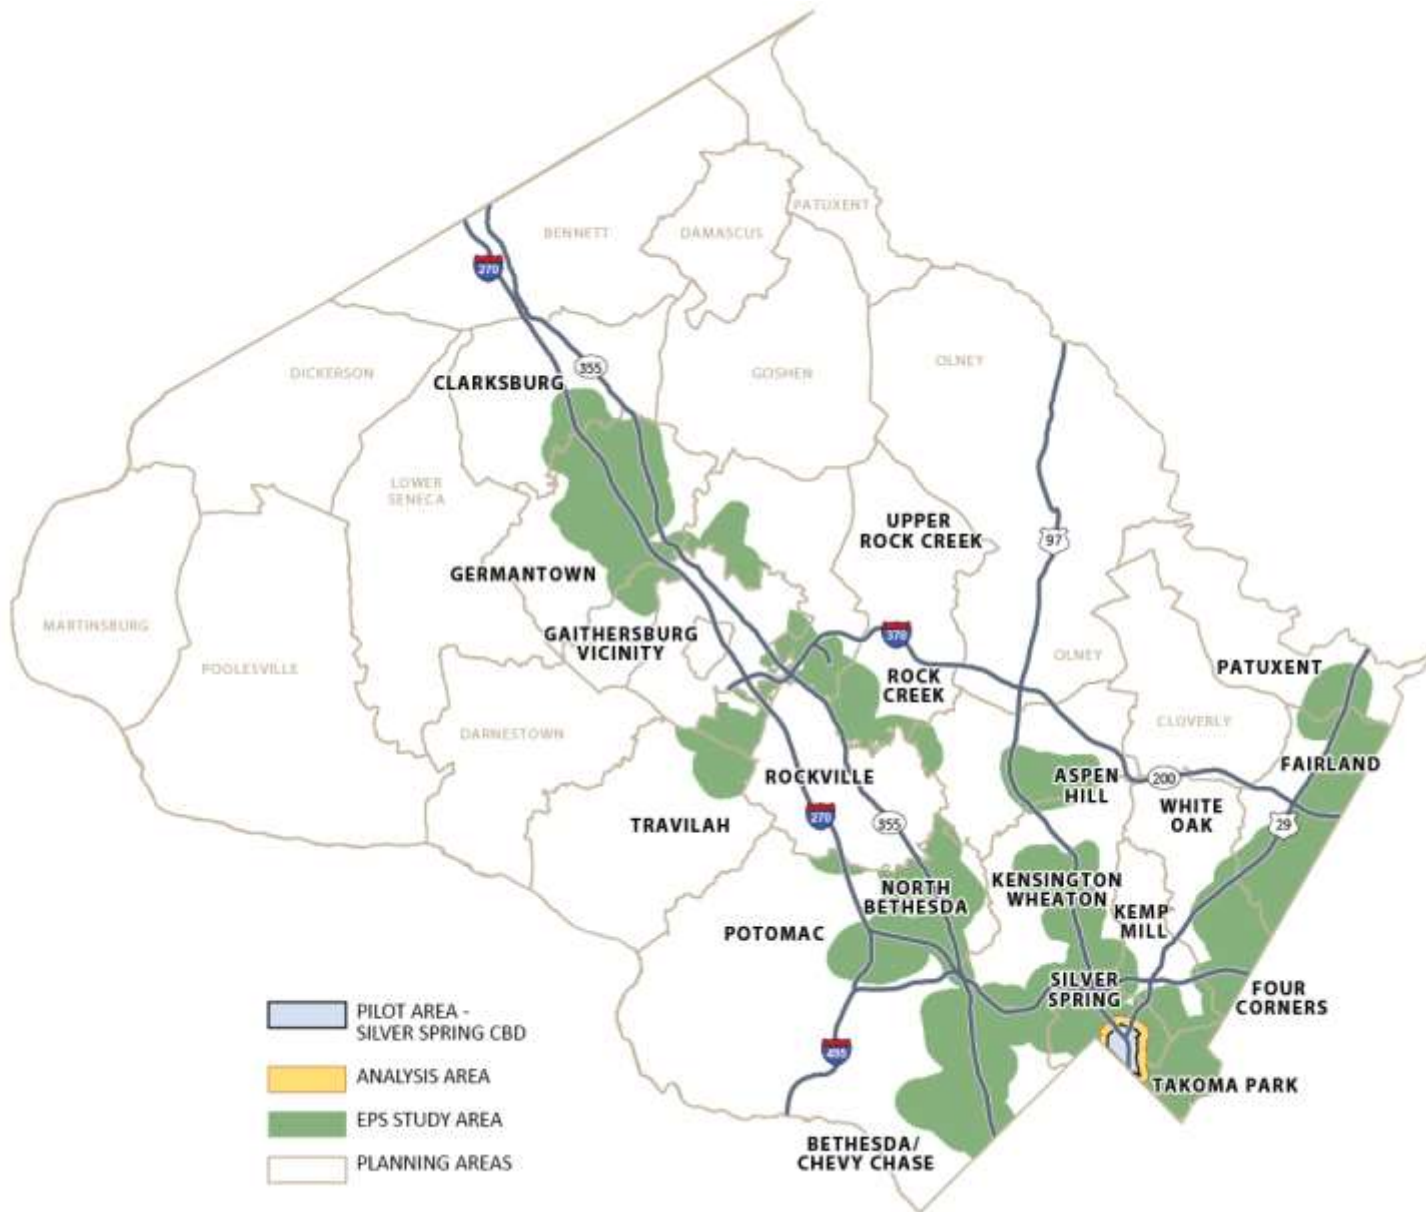 PATUXENT
BENNETT
DAMASCUS
270
355
DICKERSON
CLARKSBURG
GOSHEN
OLNEY
LOWER
SENECA
UPPER
ROCK CREEK
97
GERMANTOWN
MARTINSBURG
GAITHERSBURG
VICINITY
370
POOLESVILLE
OLNEY
PATUXENT
ROCK
CREEK
CLOVERLY
DARNESTOWN
FAIRLAND
ROCKVILLE
ASPEN
HILL
200
WHITE
OAK
270
TRAVILAH
355
29
NORTH
BETHESDA
KENSINGTON
WHEATON
KEMP
MILL
POTOMAC
SILVER
SPRING
FOUR
CORNERS
PILOT AREA -
SILVER SPRING CBD
495
ANALYSIS AREA
TAKOMA PARK
EPS STUDY AREA
BETHESDA/
CHEVY CHASE
PLANNING AREAS